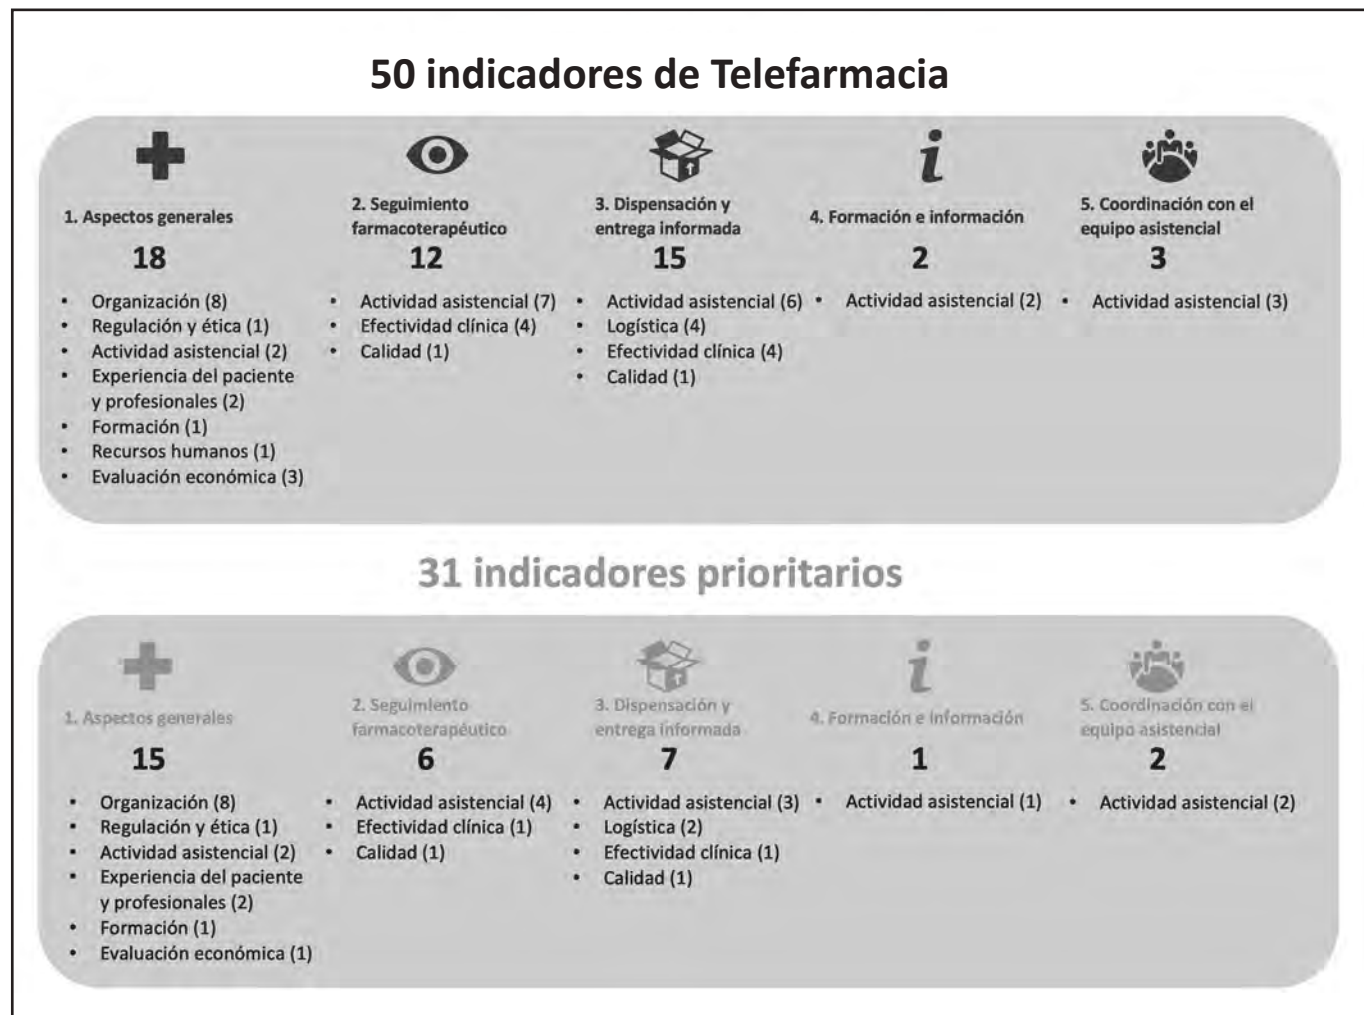 50 indicadores de Telefarmacia
1. Aspectos generales
18
• Organización (8)
• Regulación y ética (1)
• Actividad asistencial (2)
• Experiencia del paciente
y profesionales (2)
• Formación (1)
• Recursos humanos (1)
• Evaluación económica (3)
2. Seguimiento
farmacoterapéutico
12
• Actividad asistencial (7)
• Efectividad clínica (4)
• Calidad (1)
3. Dispensación y
entrega informada
15
• Actividad asistencial (6)
• Logística (4)
• Efectividad clínica (4)
• Calidad (1)
4. Formación e información
2
• Actividad asistencial (2)
5. Coordinación con el
equipo asistencial
3
• Actividad asistencial (3)
31 indicadores prioritarios
1. Aspectos generales
15
• Organización (8)
• Regulación y ética (1)
• Actividad asistencial (2)
• Experiencia del paciente
y profesionales (2)
• Formación (1)
• Evaluación económica (1)
2. Seguimiento
farmacoterapéutico
6
• Actividad asistencial (4)
• Efectividad clínica (1)
• Calidad (1)
3. Dispensación y
entrega informada
7
• Actividad asistencial (3)
• Logística (2)
• Efectividad clínica (1)
• Calidad (1)
4. Formación e información
1
• Actividad asistencial (1)
5. Coordinación con el
equipo asistencial
2
• Actividad asistencial (2)